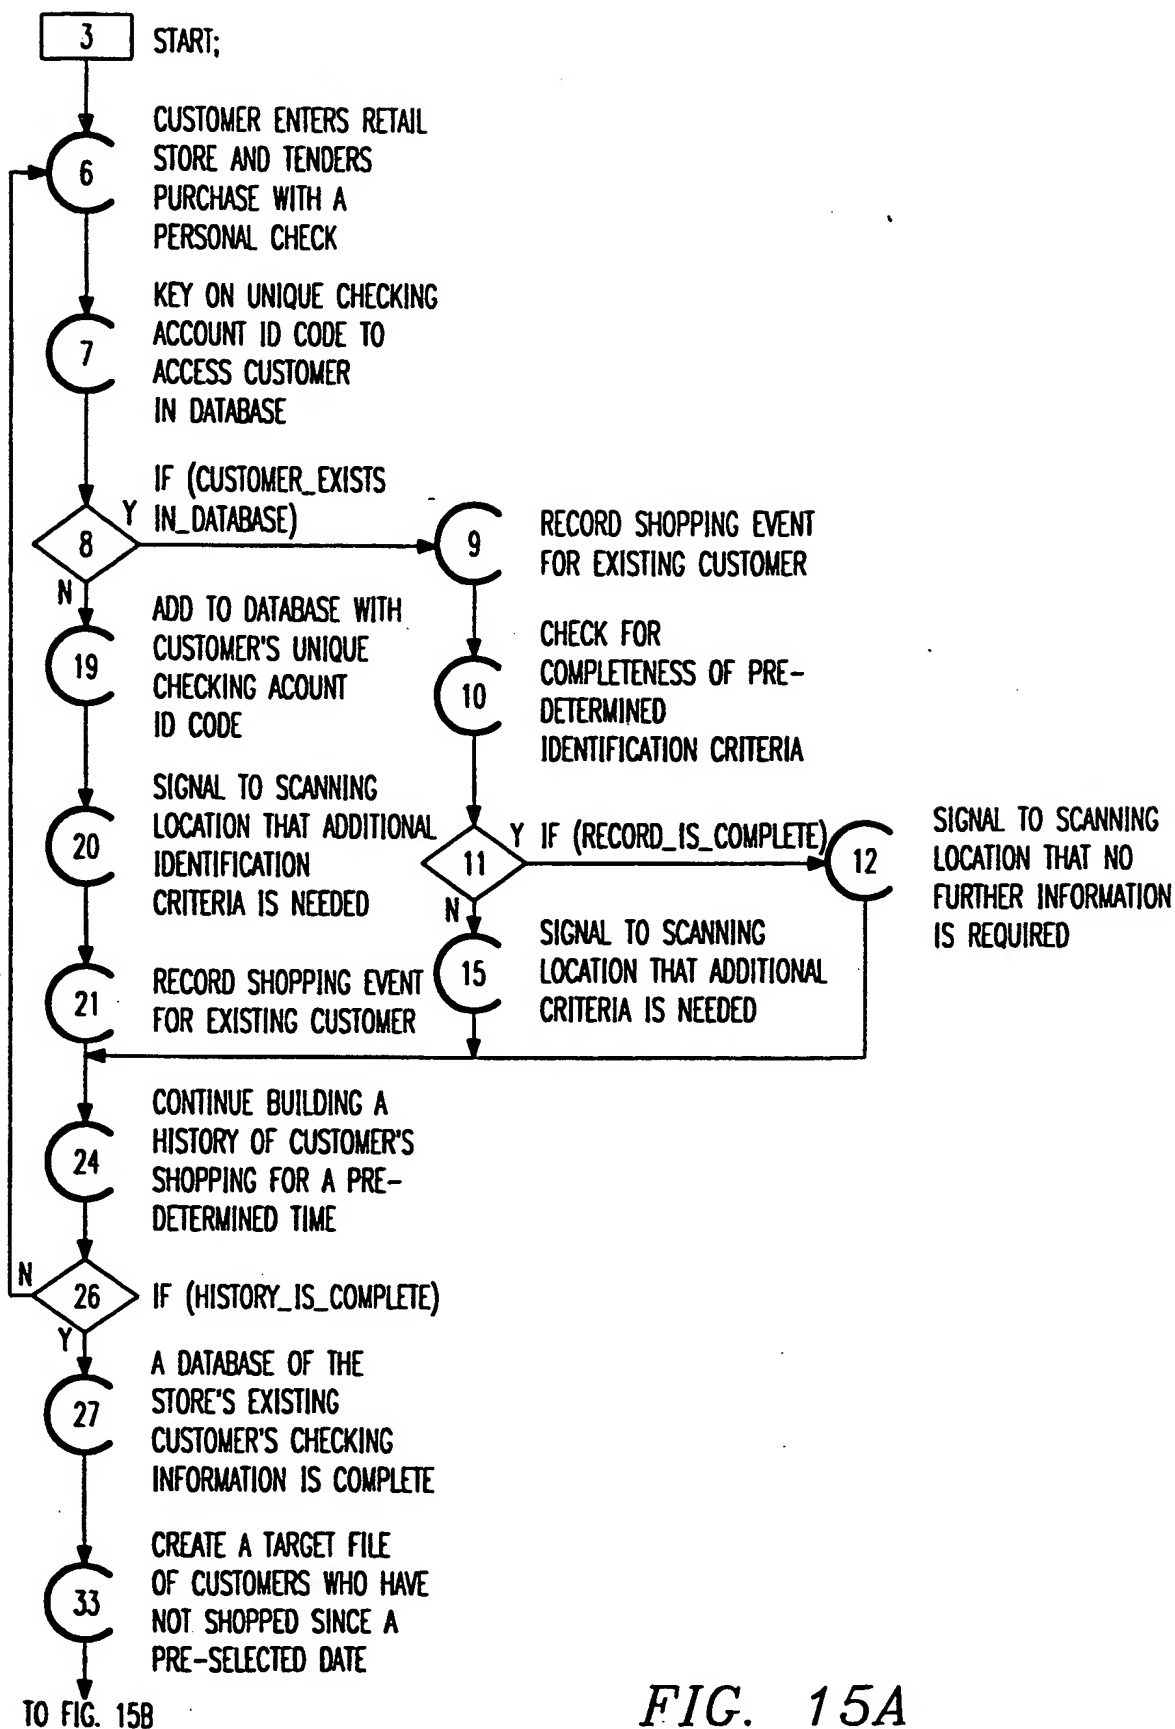 3 START;
CUSTOMER ENTERS RETAIL
STORE AND TENDERS
6
PURCHASE WITH A
PERSONAL CHECK
KEY ON UNIQUE CHECKING
ACCOUNT ID CODE TO
7
ACCESS CUSTOMER
IN DATABASE
IF (CUSTOMER_EXISTS
IN_DATABASE)
Y
8
N
9
RECORD SHOPPING EVENT
FOR EXISTING CUSTOMER
ADD TO DATABASE WITH
CUSTOMER'S UNIQUE
19
CHECKING ACOUNT
ID CODE
CHECK FOR
COMPLETENESS OF PRE-
10
DETERMINED
IDENTIFICATION CRITERIA
SIGNAL TO SCANNING
LOCATION THAT ADDITIONAL
20
IDENTIFICATION
CRITERIA IS NEEDED
11
Y IF (RECORD_IS_COMPLETE)
N
12
SIGNAL TO SCANNING
LOCATION THAT NO
FURTHER INFORMATION
IS REQUIRED
21
RECORD SHOPPING EVENT
FOR EXISTING CUSTOMER
15
SIGNAL TO SCANNING
LOCATION THAT ADDITIONAL
CRITERIA IS NEEDED
CONTINUE BUILDING A
HISTORY OF CUSTOMER'S
24
SHOPPING FOR A PRE-
DETERMINED TIME
N
26 IF (HISTORY_IS_COMPLETE)
Y
A DATABASE OF THE
STORE'S EXISTING
27
CUSTOMER'S CHECKING
INFORMATION IS COMPLETE
CREATE A TARGET FILE
OF CUSTOMERS WHO HAVE
33
NOT SHOPPED SINCE A
PRE-SELECTED DATE
TO FIG. 15B
FIG. 15A